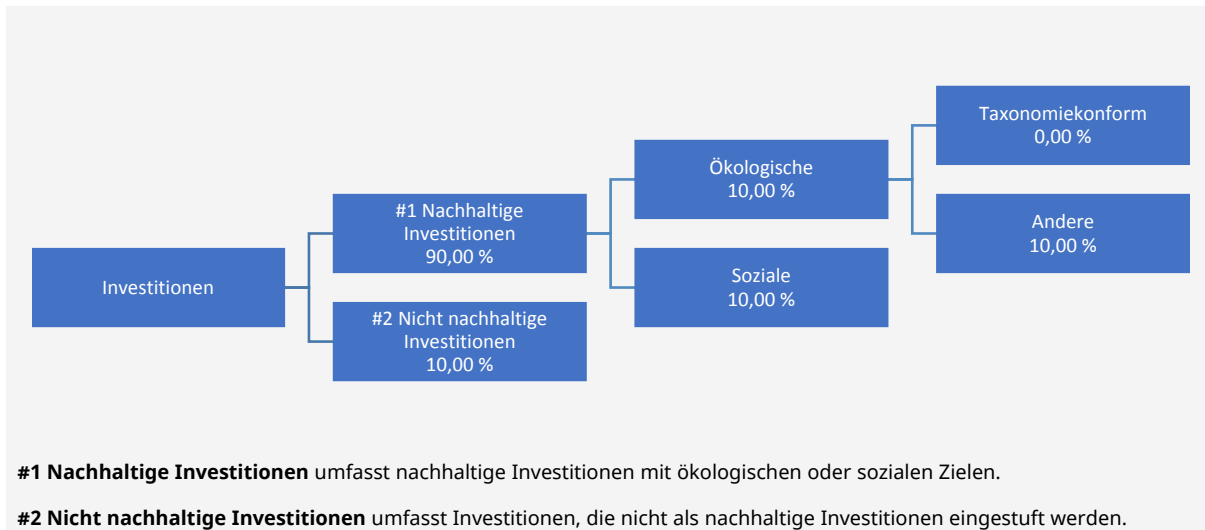 Investitionen
#1 Nachhaltige
Investitionen
90,00 %
#2 Nicht nachhaltige
Investitionen
10,00 %
Ökologische
10,00 %
Soziale
10,00 %
Taxonomiekonform
0,00 %
Andere
10,00 %
#1 Nachhaltige Investitionen umfasst nachhaltige Investitionen mit ökologischen oder sozialen Zielen.
#2 Nicht nachhaltige Investitionen umfasst Investitionen, die nicht als nachhaltige Investitionen eingestuft werden.